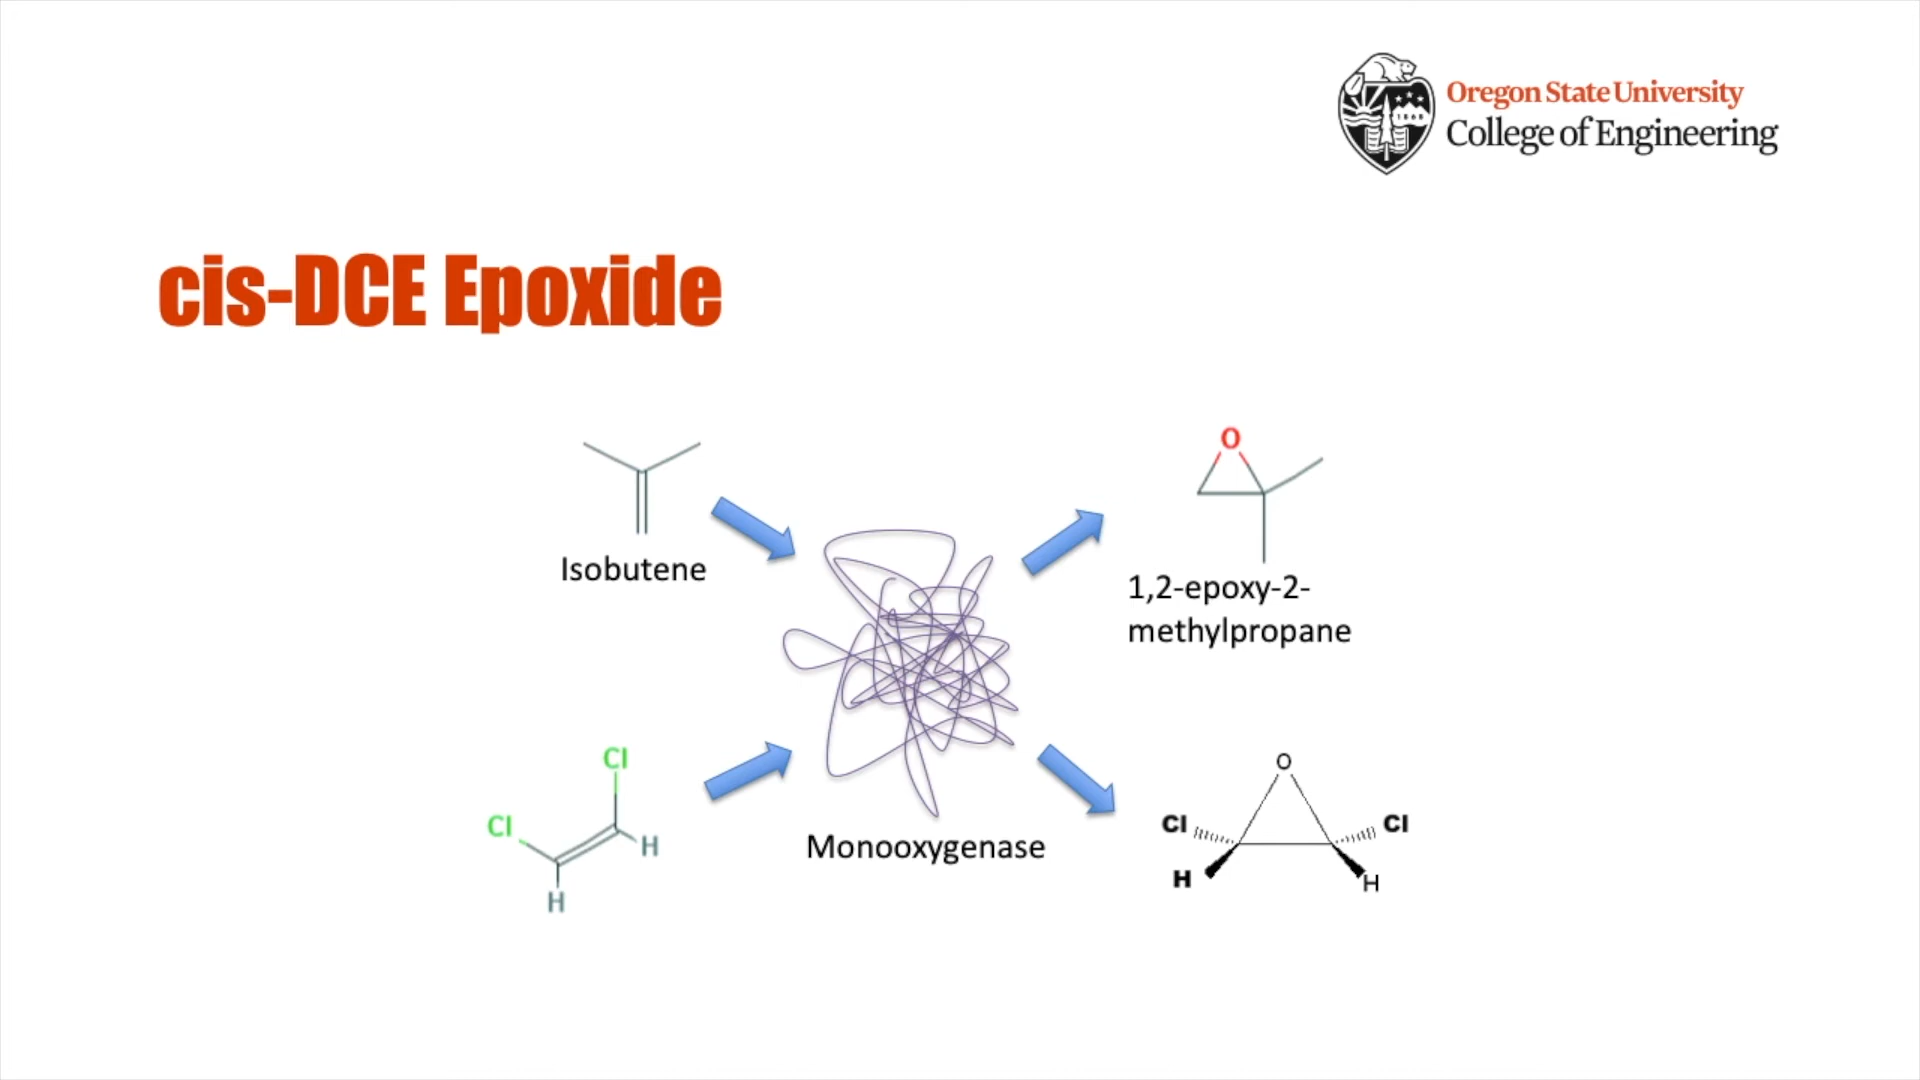 1868
Oregon State University
College of Engineering
cis-DCE Epoxide
O
Isobutene
1,2-epoxy-2-
methylpropane
Cl
Cl
H
H
Monooxygenase
O
Cl
Cl
H
H